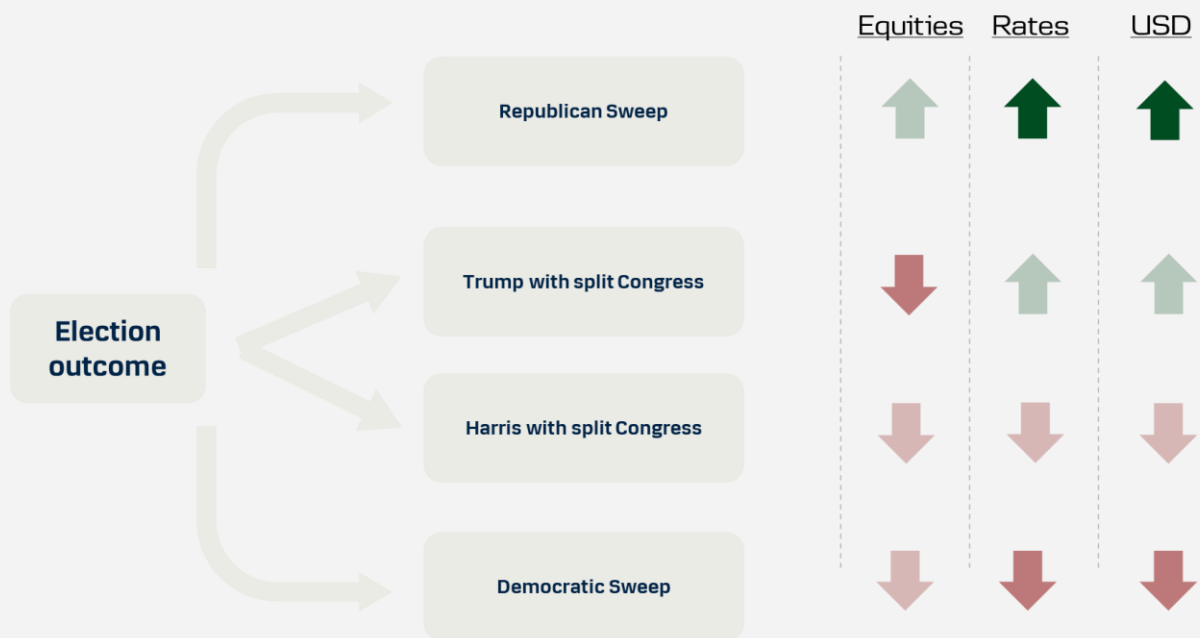 Equities Rates USD
Republican Sweep
Trump with split Congress
Election
outcome
Harris with split Congress
Democratic Sweep